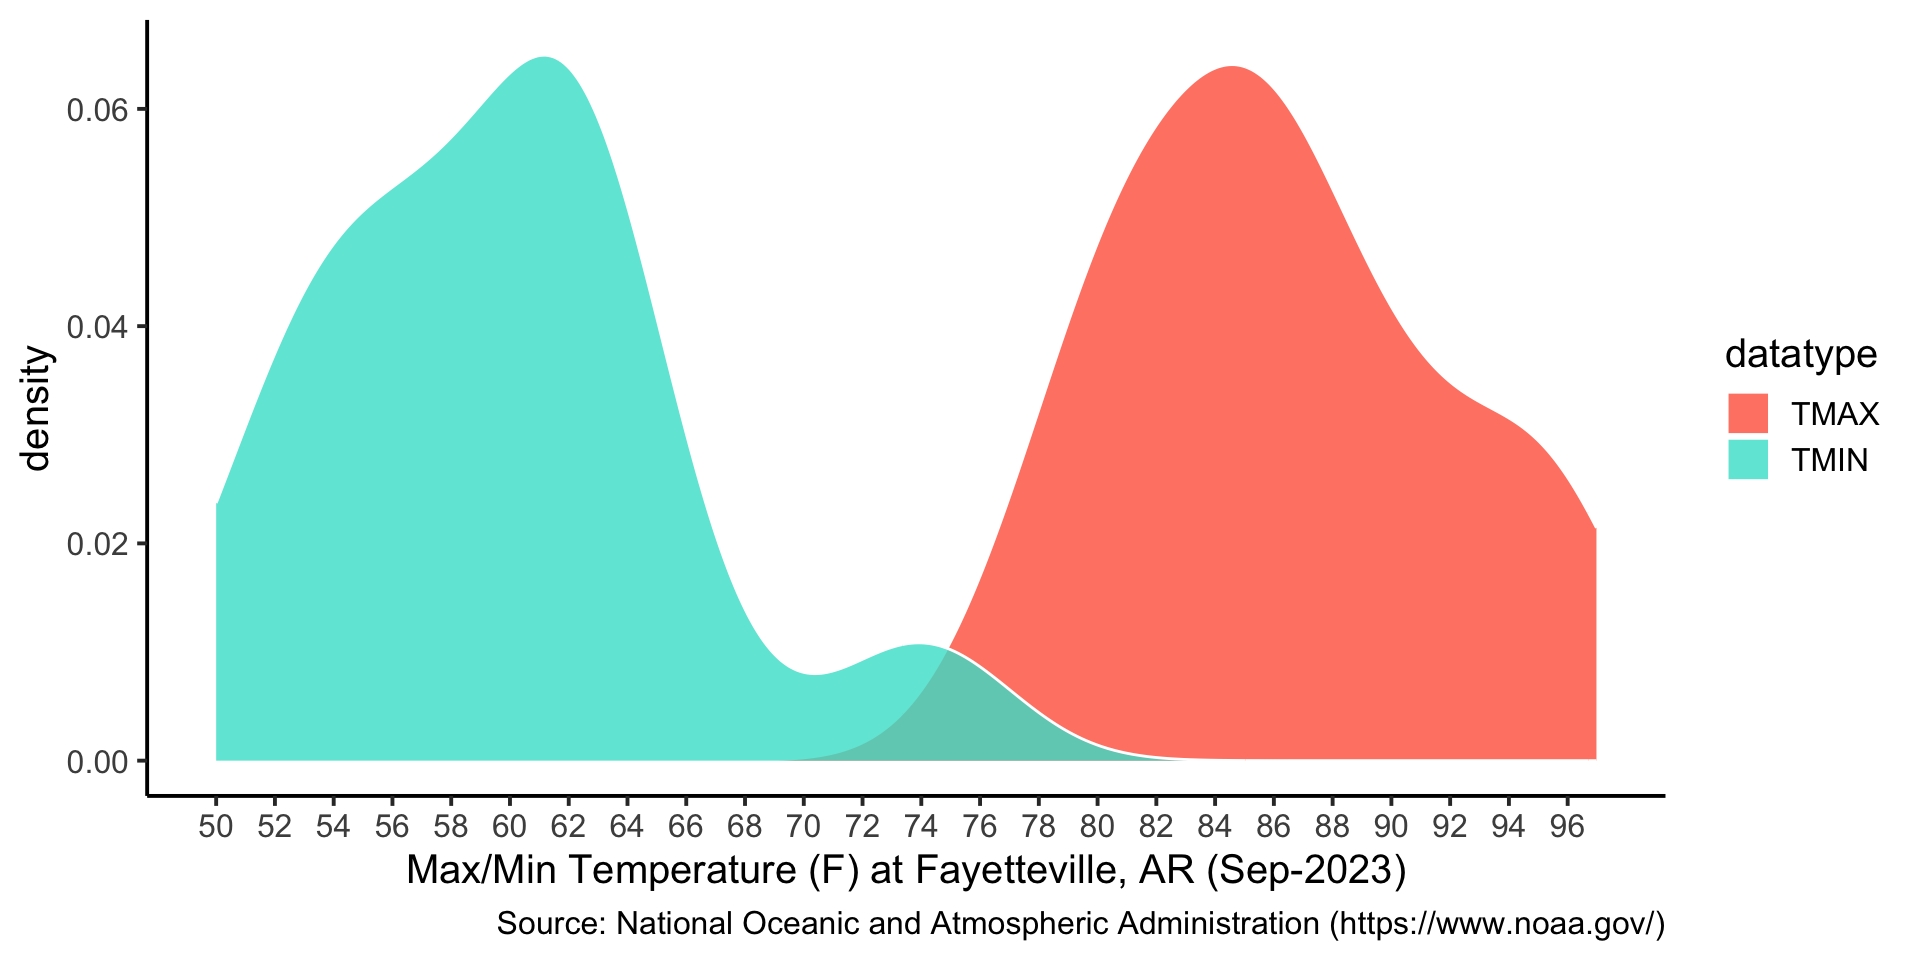 density
0.06
0.04
0.02
0.00
50 52 54 56 58 60 62 64 66 68 70 72 74 76 78 80 82 84 86 88 90 92 94 96
Max/Min Temperature (F) at Fayetteville, AR (Sep-2023)
Source: National Oceanic and Atmospheric Administration (https://www.noaa.gov/)
datatype
TMAX
TMIN